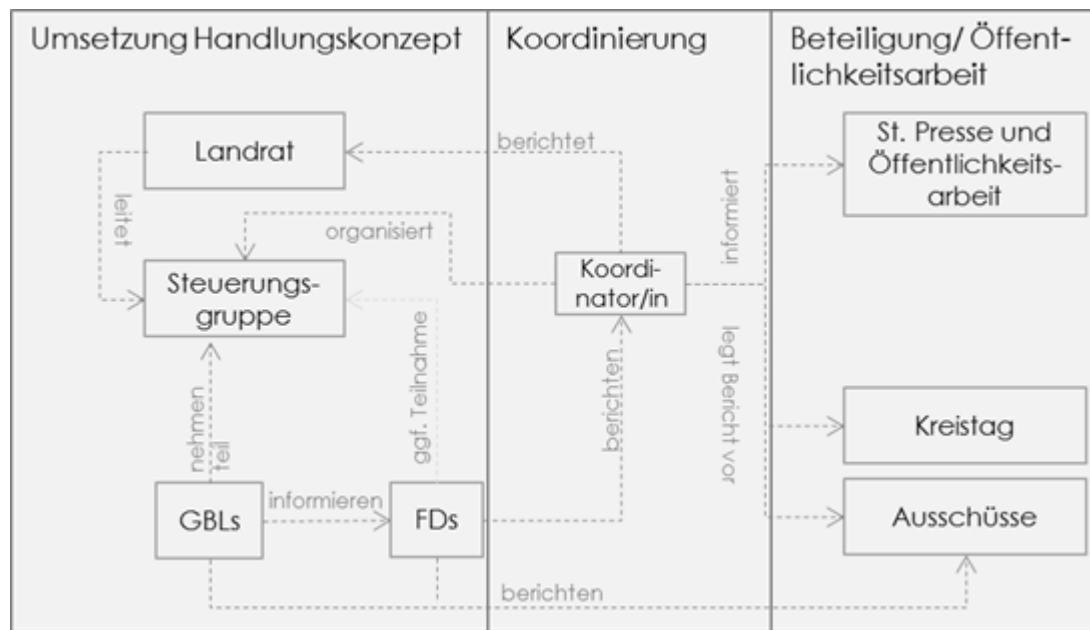 Umsetzung Handlungskonzept
Koordinierung
Beteiligung/ Öffent-
lichkeitsarbeit
Landrat
berichtet
St. Presse und
Öffentlichkeits-
arbeit
leitet
organisiert
informiert
Steuerungs-
gruppe
Koordi-
nator/in
nehmen
teil
ggf. Teilnahme
berichten
legt Bericht vor
Kreistag
GBLs
informieren
FDs
Ausschüsse
berichten